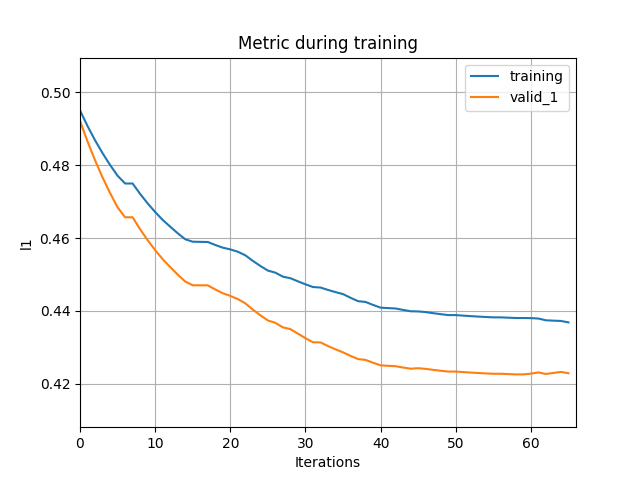 Metric during training
training
valid_1
l1
0.50
0.48
0.46
0.44
0.42
0 10 20 30 40 50 60
Iterations